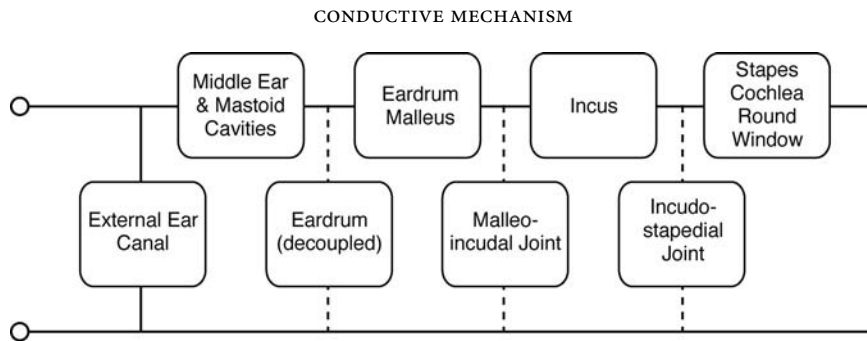 CONDUCTIVE MECHANISM
Middle Ear
& Mastoid
Cavities
Eardrum
Malleus
Incus
Stapes
Cochlea
Round
Window
External Ear
Canal
Eardrum
(decoupled)
Malleo-
incudal Joint
Incudo-
stapedial
Joint